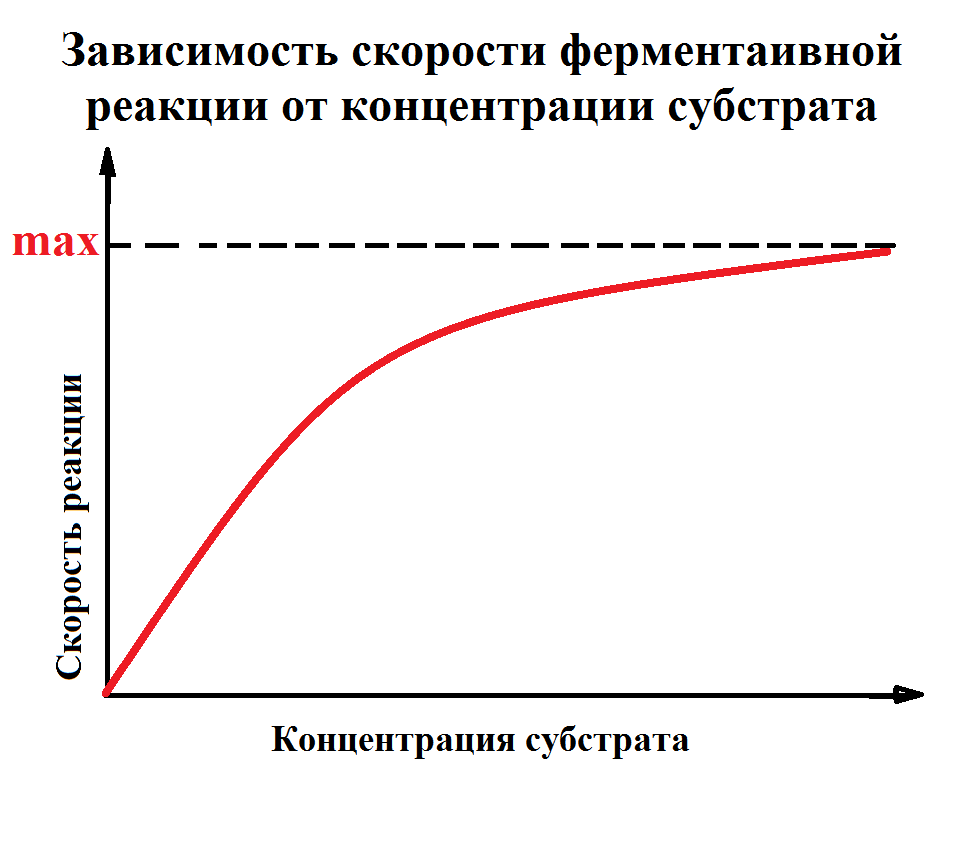 Зависимость скорости ферментаивной
реакции от концентрации субстрата
max
Скорость реакции
Концентрация субстрата